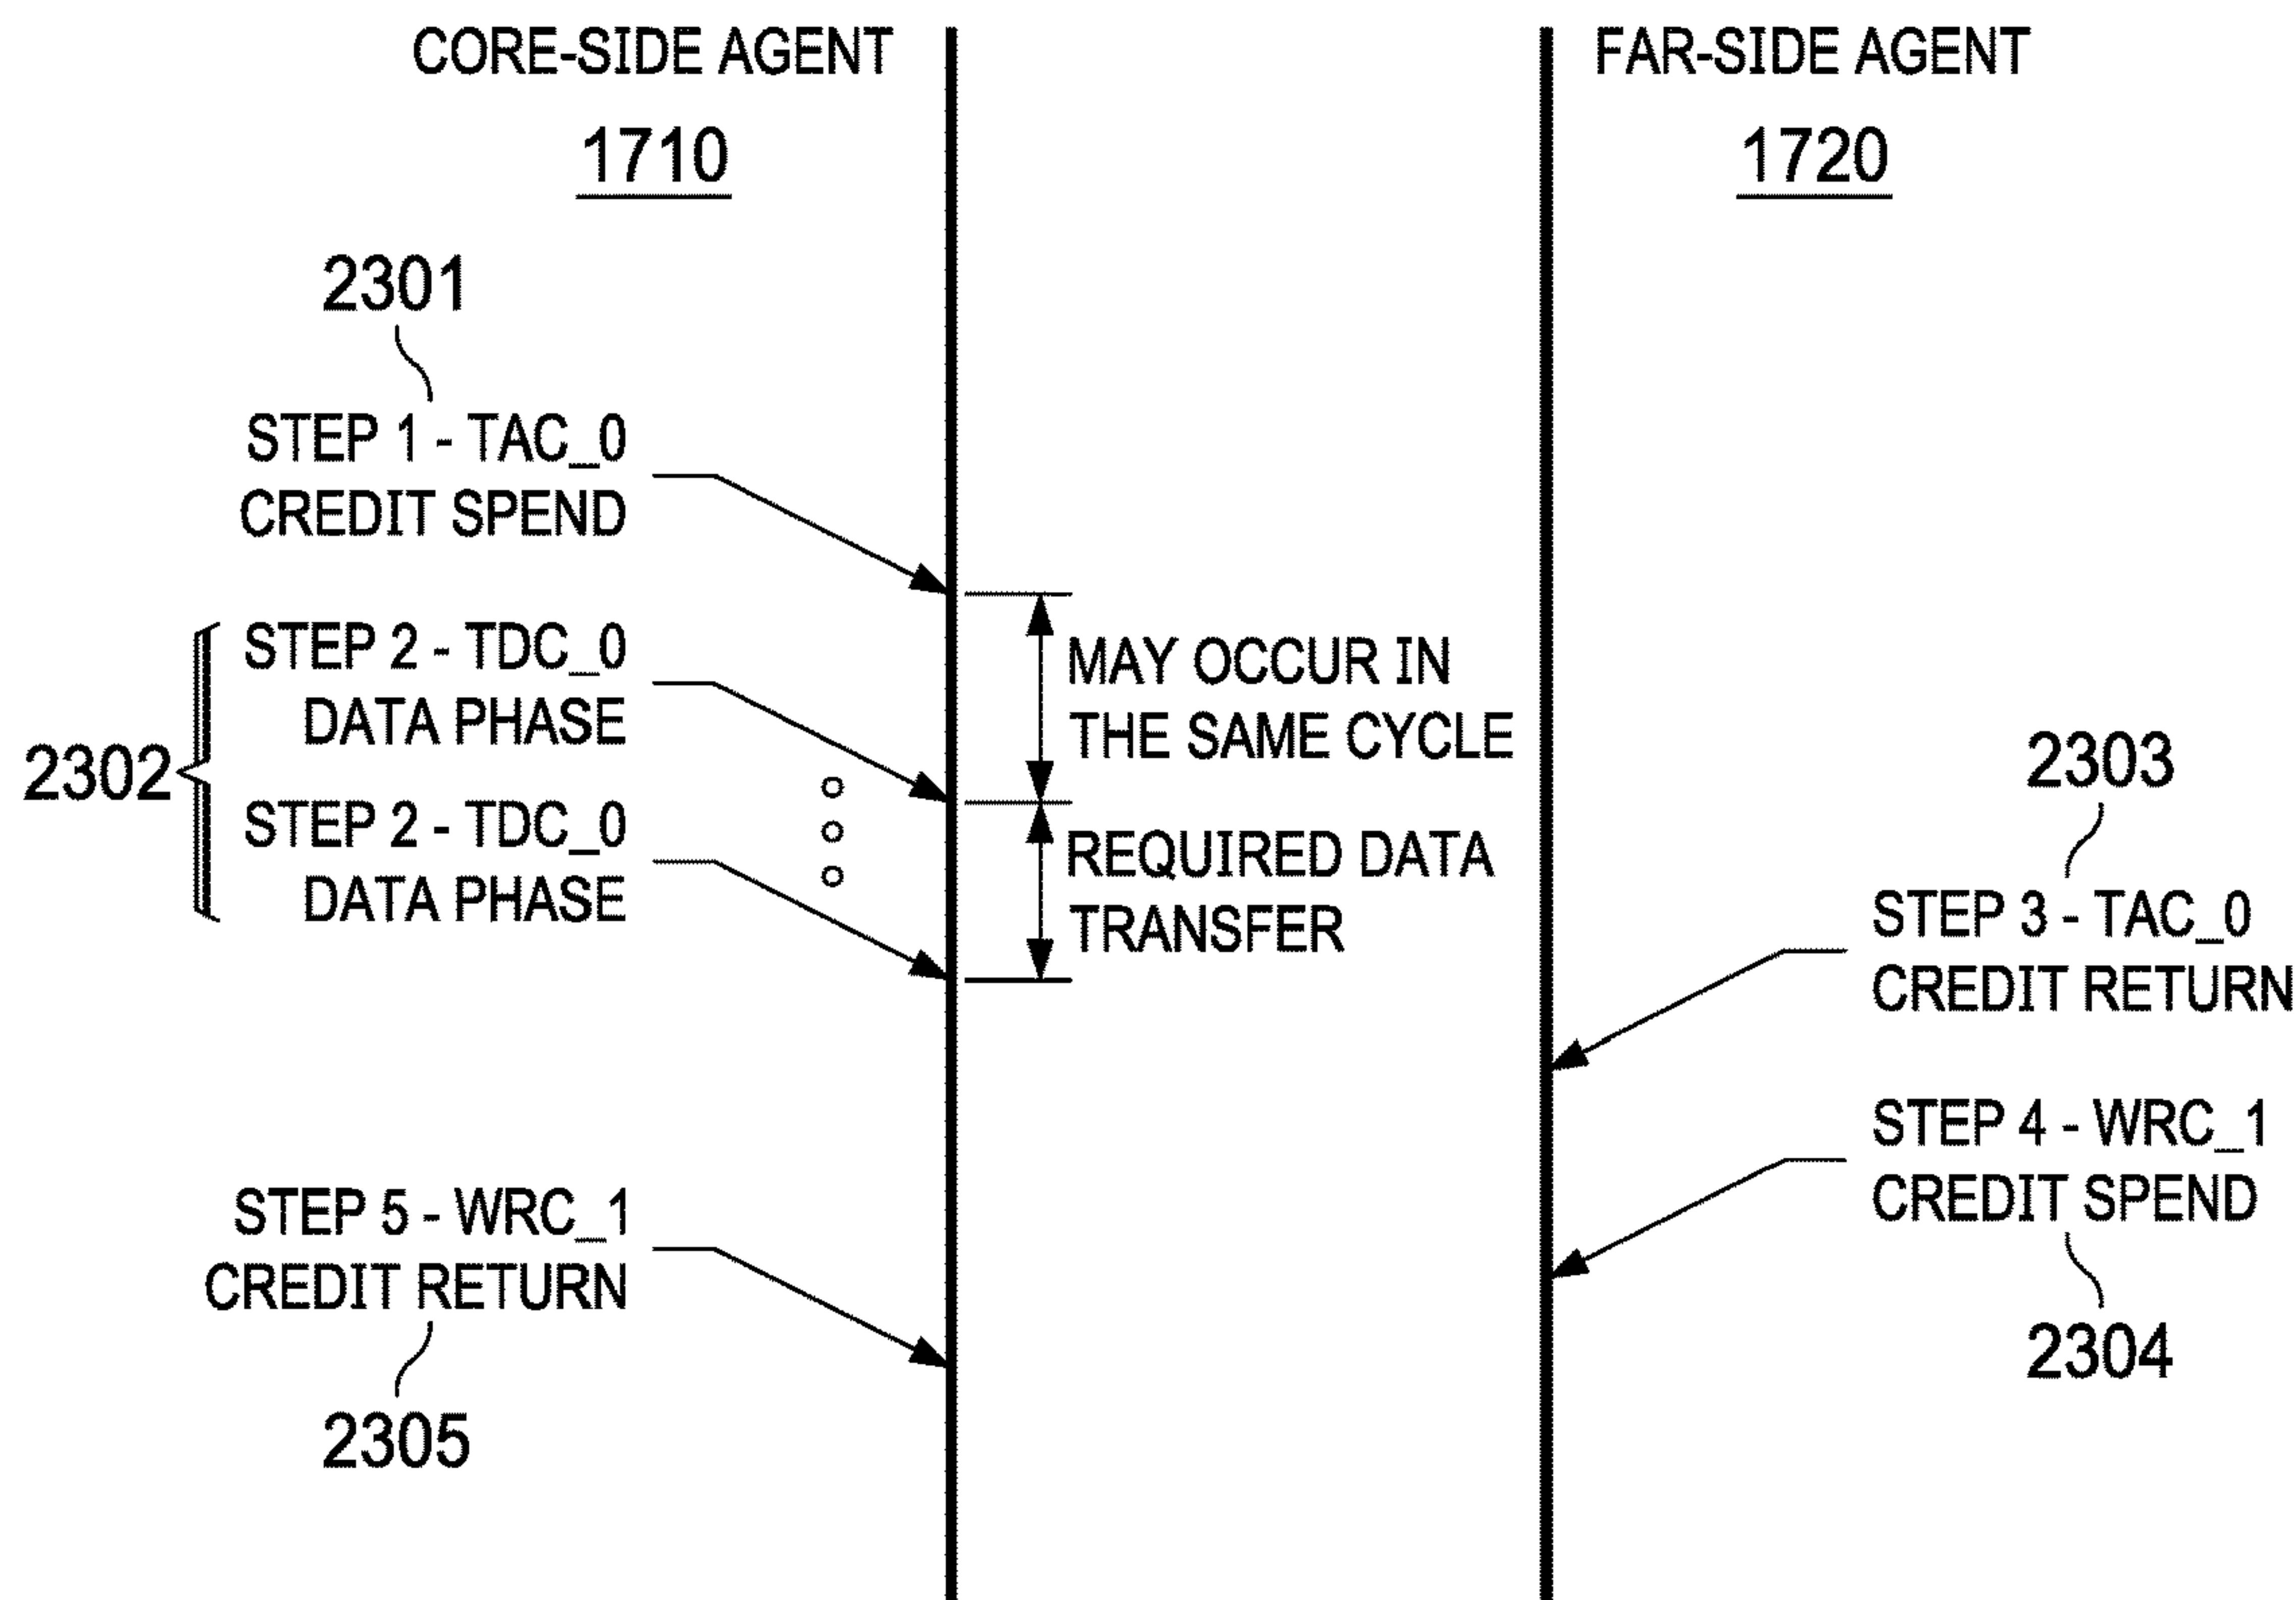 CORE-SIDE AGENT
1710
FAR-SIDE AGENT
1720
2301
STEP 1 - TAC_0
CREDIT SPEND
2302
STEP 2 - TDC_0
DATA PHASE
STEP 2 - TDC_0
DATA PHASE
MAY OCCUR IN
THE SAME CYCLE
REQUIRED DATA
TRANSFER
2303
STEP 3 - TAC_0
CREDIT RETURN
STEP 4 - WRC_1
CREDIT SPEND
2304
STEP 5 - WRC_1
CREDIT RETURN
2305